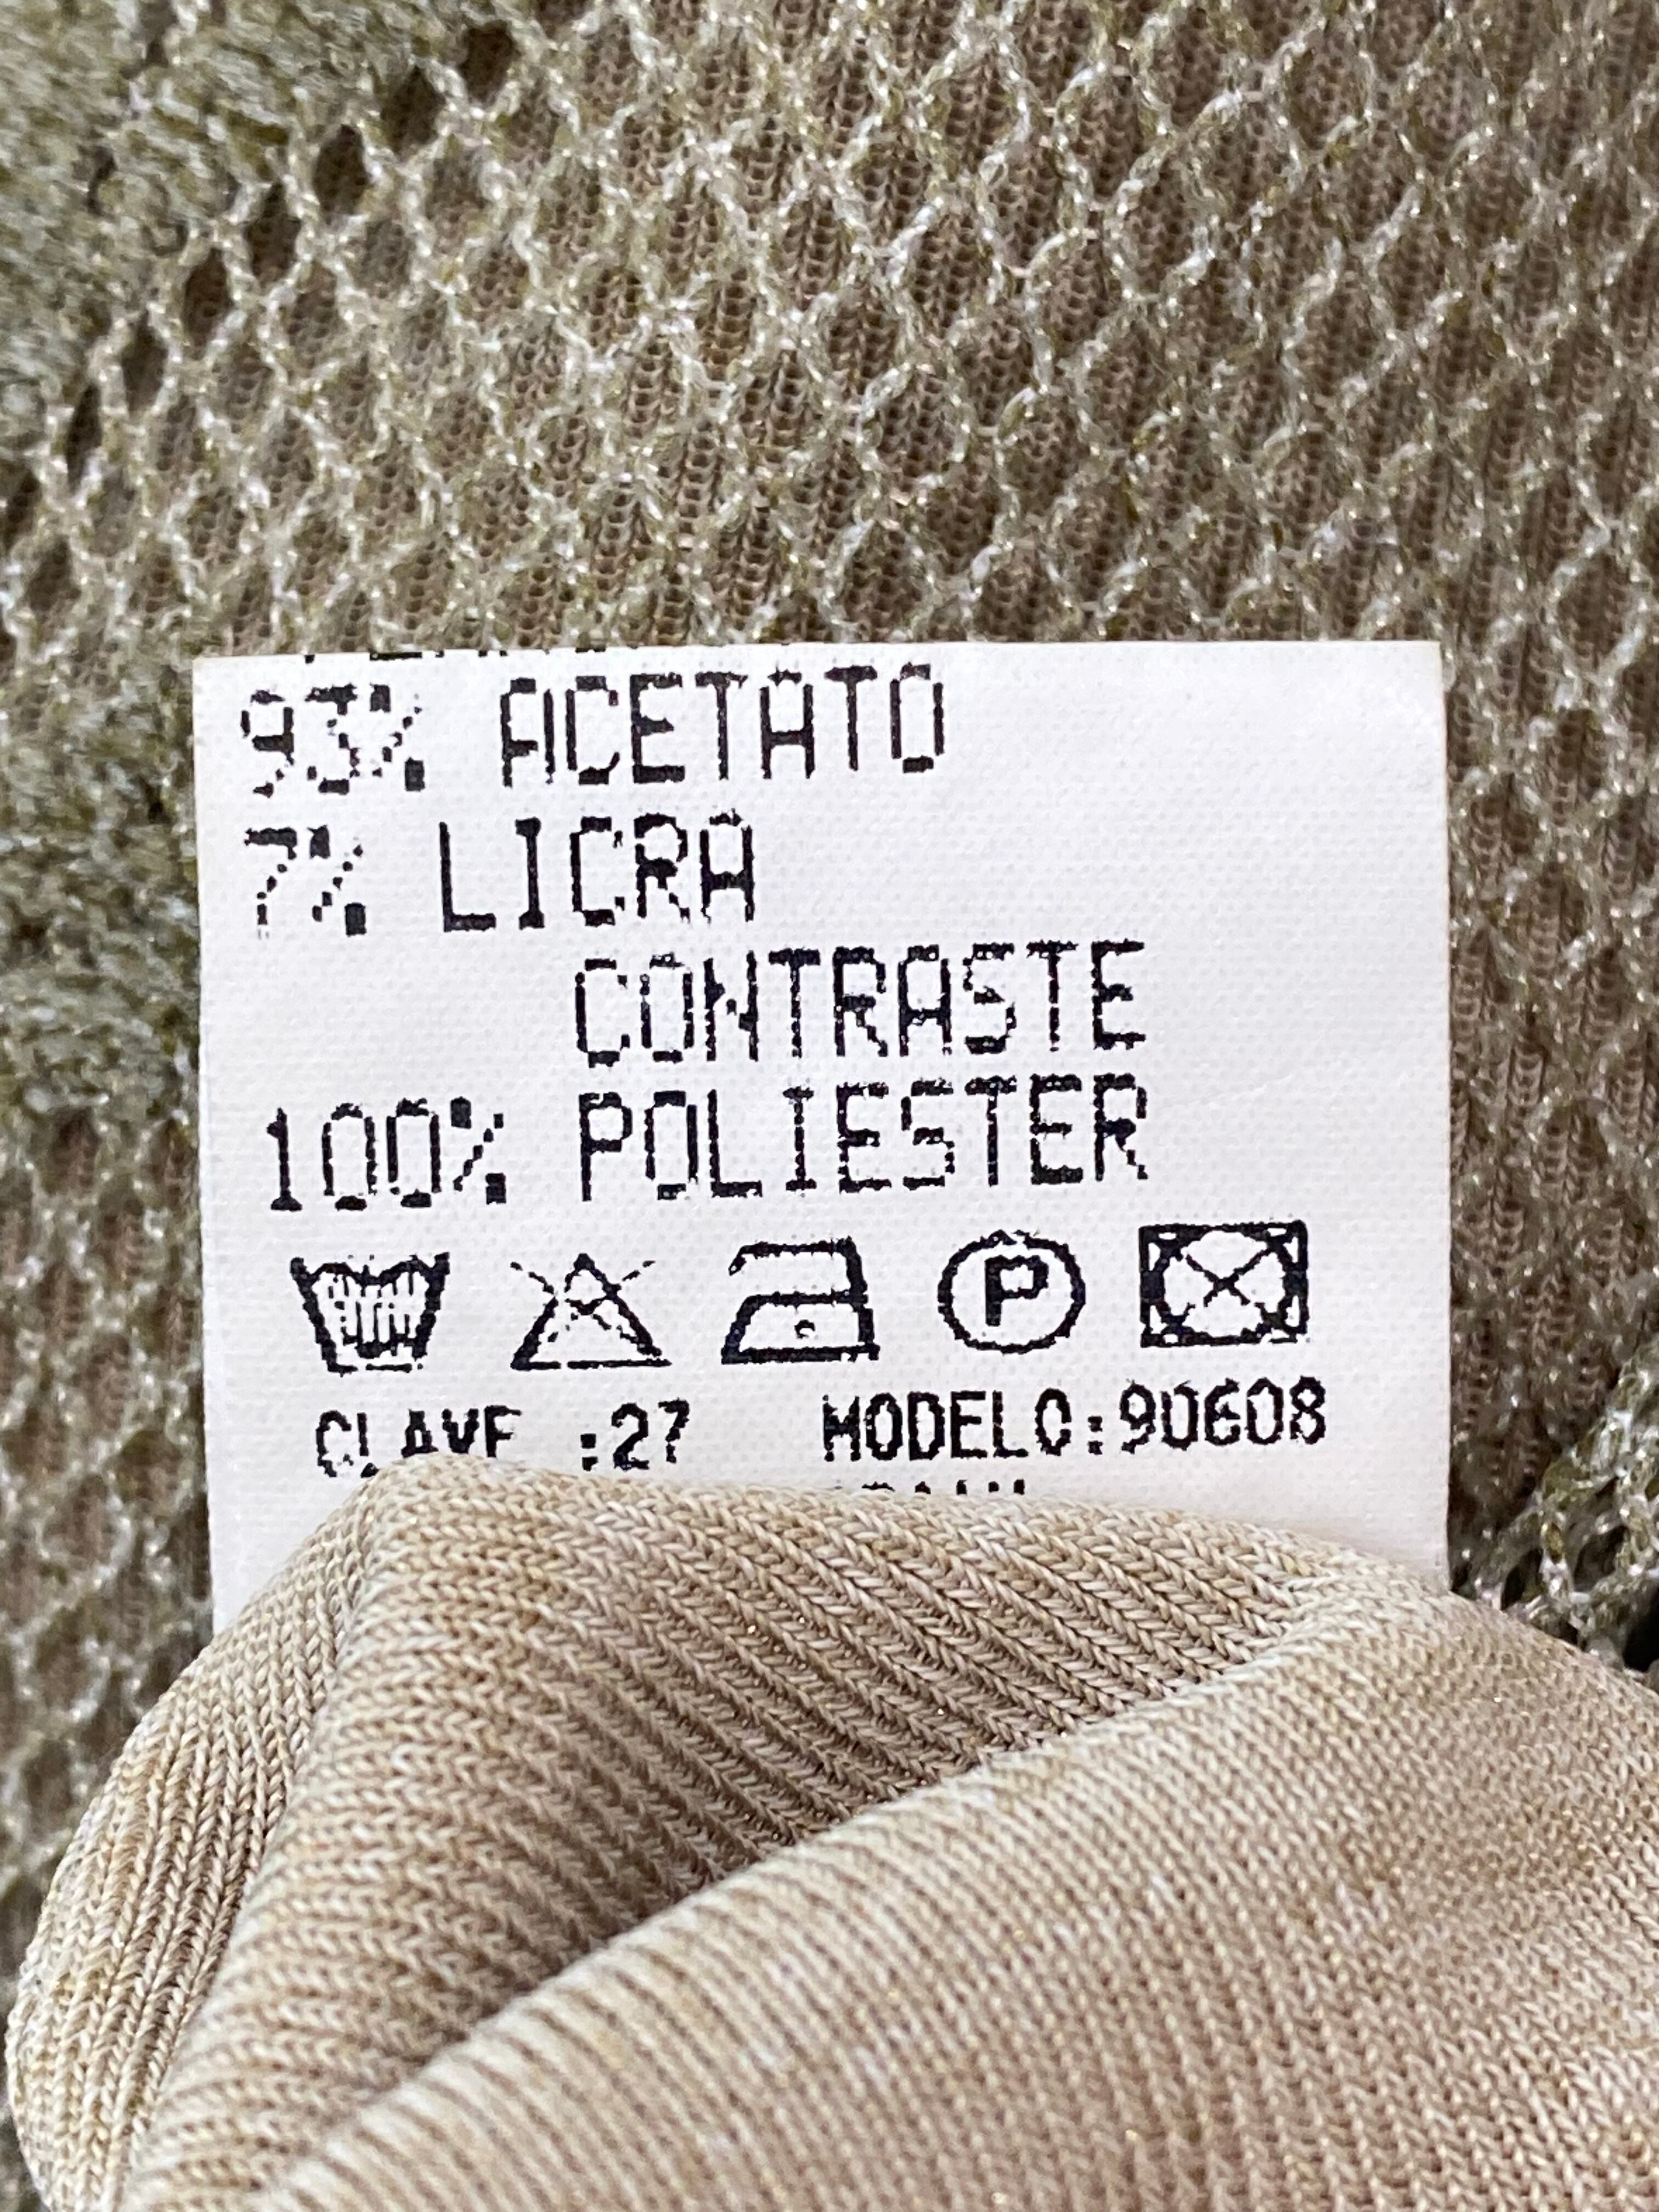 93% ACETATO
7% LICRA
CONTRASTE
100% POLIESTER
P
CLAVE :27 MODELO:90608